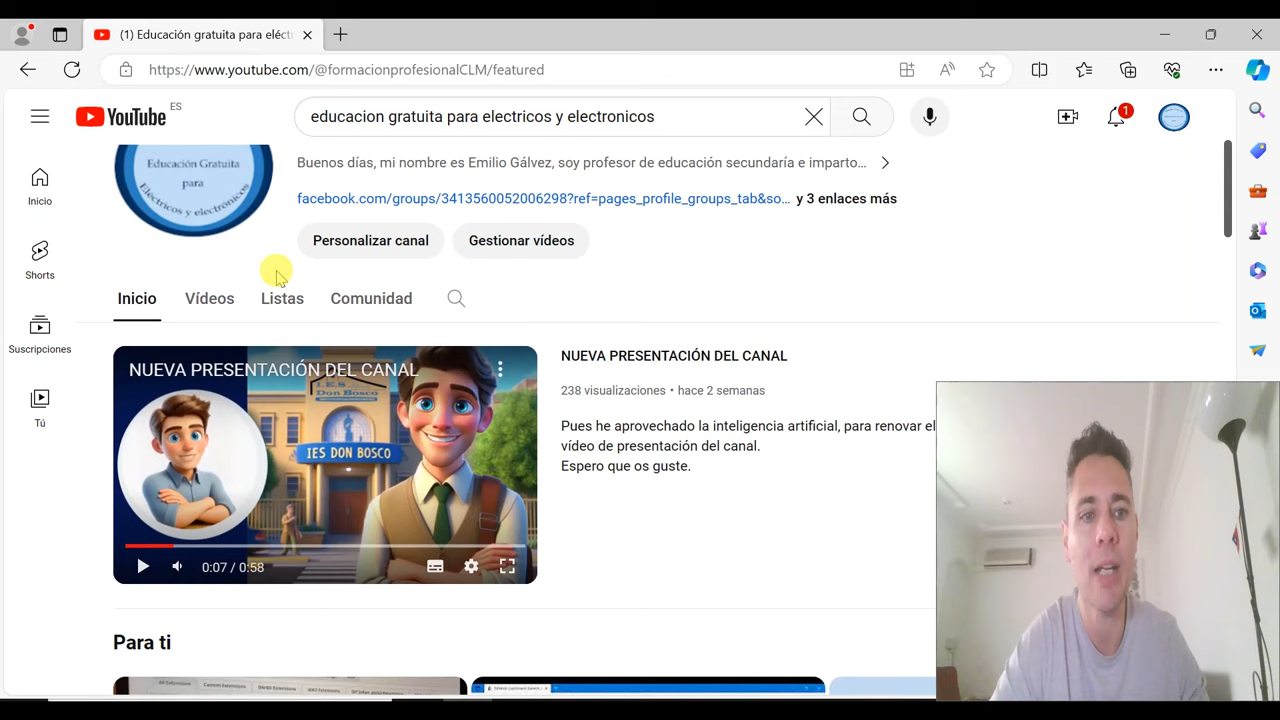 (1) Educación gratuita para eléct
https://www.youtube.com/@formacionprofesionalCLM/featured
YouTube ES
educacion gratuita para electricos y electronicos
1
Educación Gratuita
para
Eléctricos y electrónicos
Buenos días, mi nombre es Emilio Gálvez, soy profesor de educación secundaría e imparto...
facebook.com/groups/3413560052006298?ref=pages_profile_groups_tab&so... y 3 enlaces más
Personalizar canal
Gestionar vídeos
Inicio
Shorts
Suscripciones
Tú
Inicio
Vídeos
Listas
Comunidad
NUEVA PRESENTACIÓN DEL CANAL
I.E.S
Don Bosco
IES DON BOSCO
0:07 / 0:58
NUEVA PRESENTACIÓN DEL CANAL
238 visualizaciones • hace 2 semanas
Pues he aprovechado la inteligencia artificial, para renovar el
vídeo de presentación del canal.
Espero que os guste.
Para ti